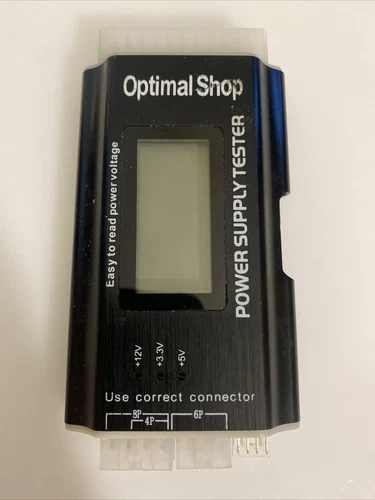 Optimal Shop
Easy to read power voltage
POWER SUPPLY TESTER
+12V
+3.3V
+5V
Use correct connector
8P
4P
6P